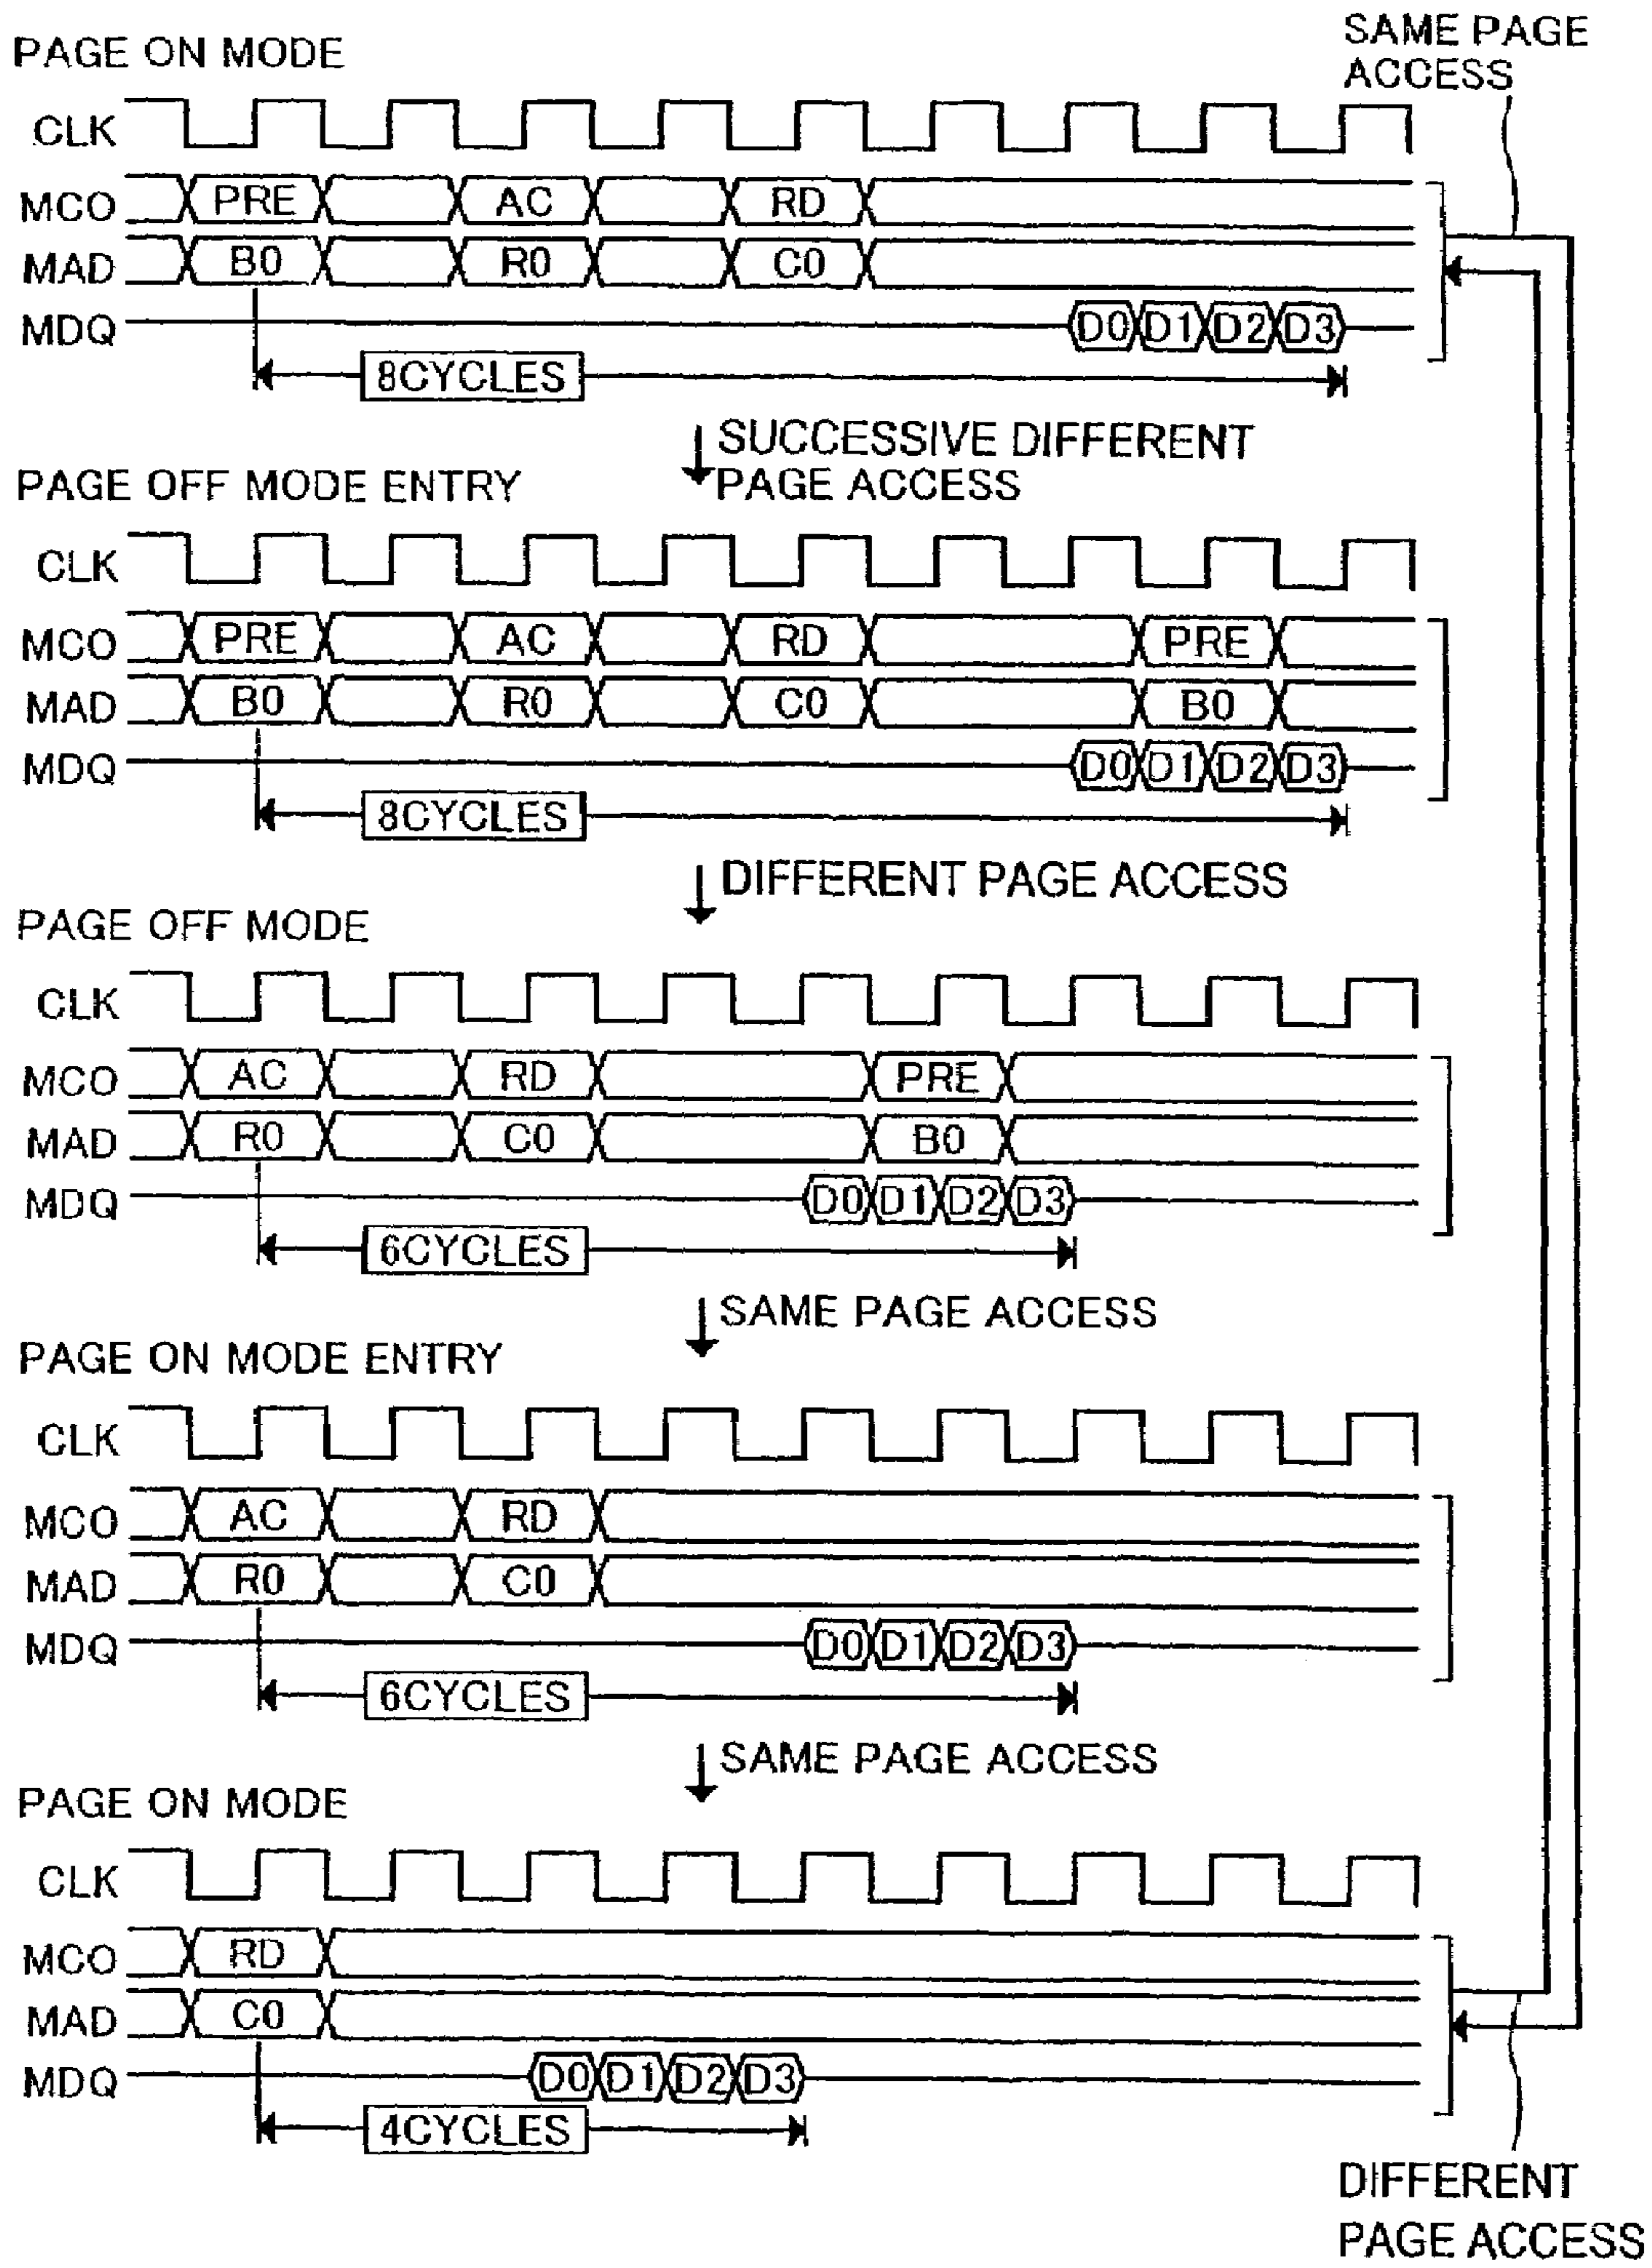 SAME PAGE
ACCESS
PAGE ON MODE
CLK
MCO PRE AC RD
MAD B0 R0 C0
MDQ D0 D1 D2 D3
8CYCLES
SUCCESSIVE DIFFERENT
PAGE ACCESS
PAGE OFF MODE ENTRY
CLK
MCO PRE AC RD PRE
MAD B0 R0 C0 B0
MDQ D0 D1 D2 D3
8CYCLES
DIFFERENT PAGE ACCESS
PAGE OFF MODE
CLK
MCO AC RD PRE
MAD R0 C0 B0
MDQ D0 D1 D2 D3
6CYCLES
SAME PAGE ACCESS
PAGE ON MODE ENTRY
CLK
MCO AC RD
MAD R0 C0
MDQ D0 D1 D2 D3
6CYCLES
SAME PAGE ACCESS
PAGE ON MODE
CLK
MCO RD
MAD C0
MDQ D0 D1 D2 D3
4CYCLES
DIFFERENT
PAGE ACCESS